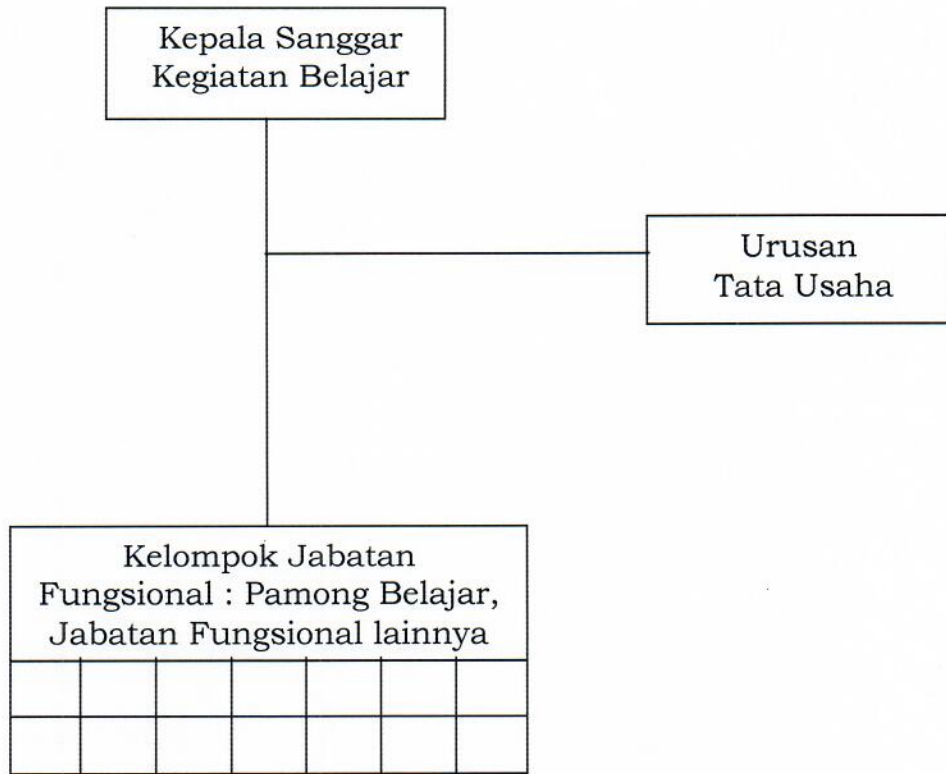 Kepala Sanggar
Kegiatan Belajar
Urusan
Tata Usaha
Kelompok Jabatan
Fungsional : Pamong Belajar,
Jabatan Fungsional lainnya